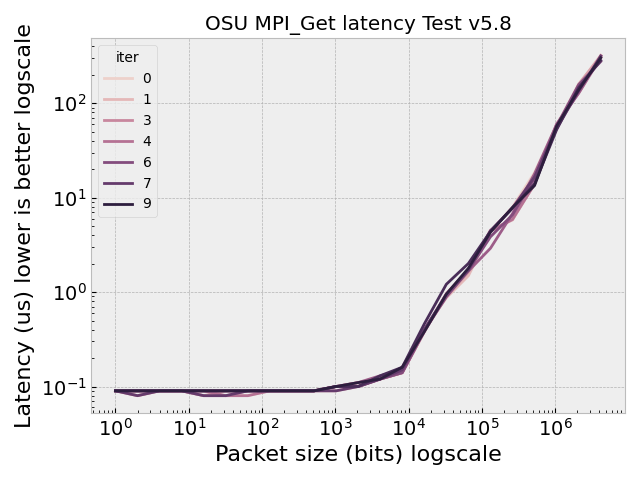 OSU MPI_Get latency Test v5.8
Latency (us) lower is better logscale
iter
0
1
3
4
6
7
9
10²
10¹
10⁰
10⁻¹
10⁰ 10¹ 10² 10³ 10⁴ 10⁵ 10⁶
Packet size (bits) logscale